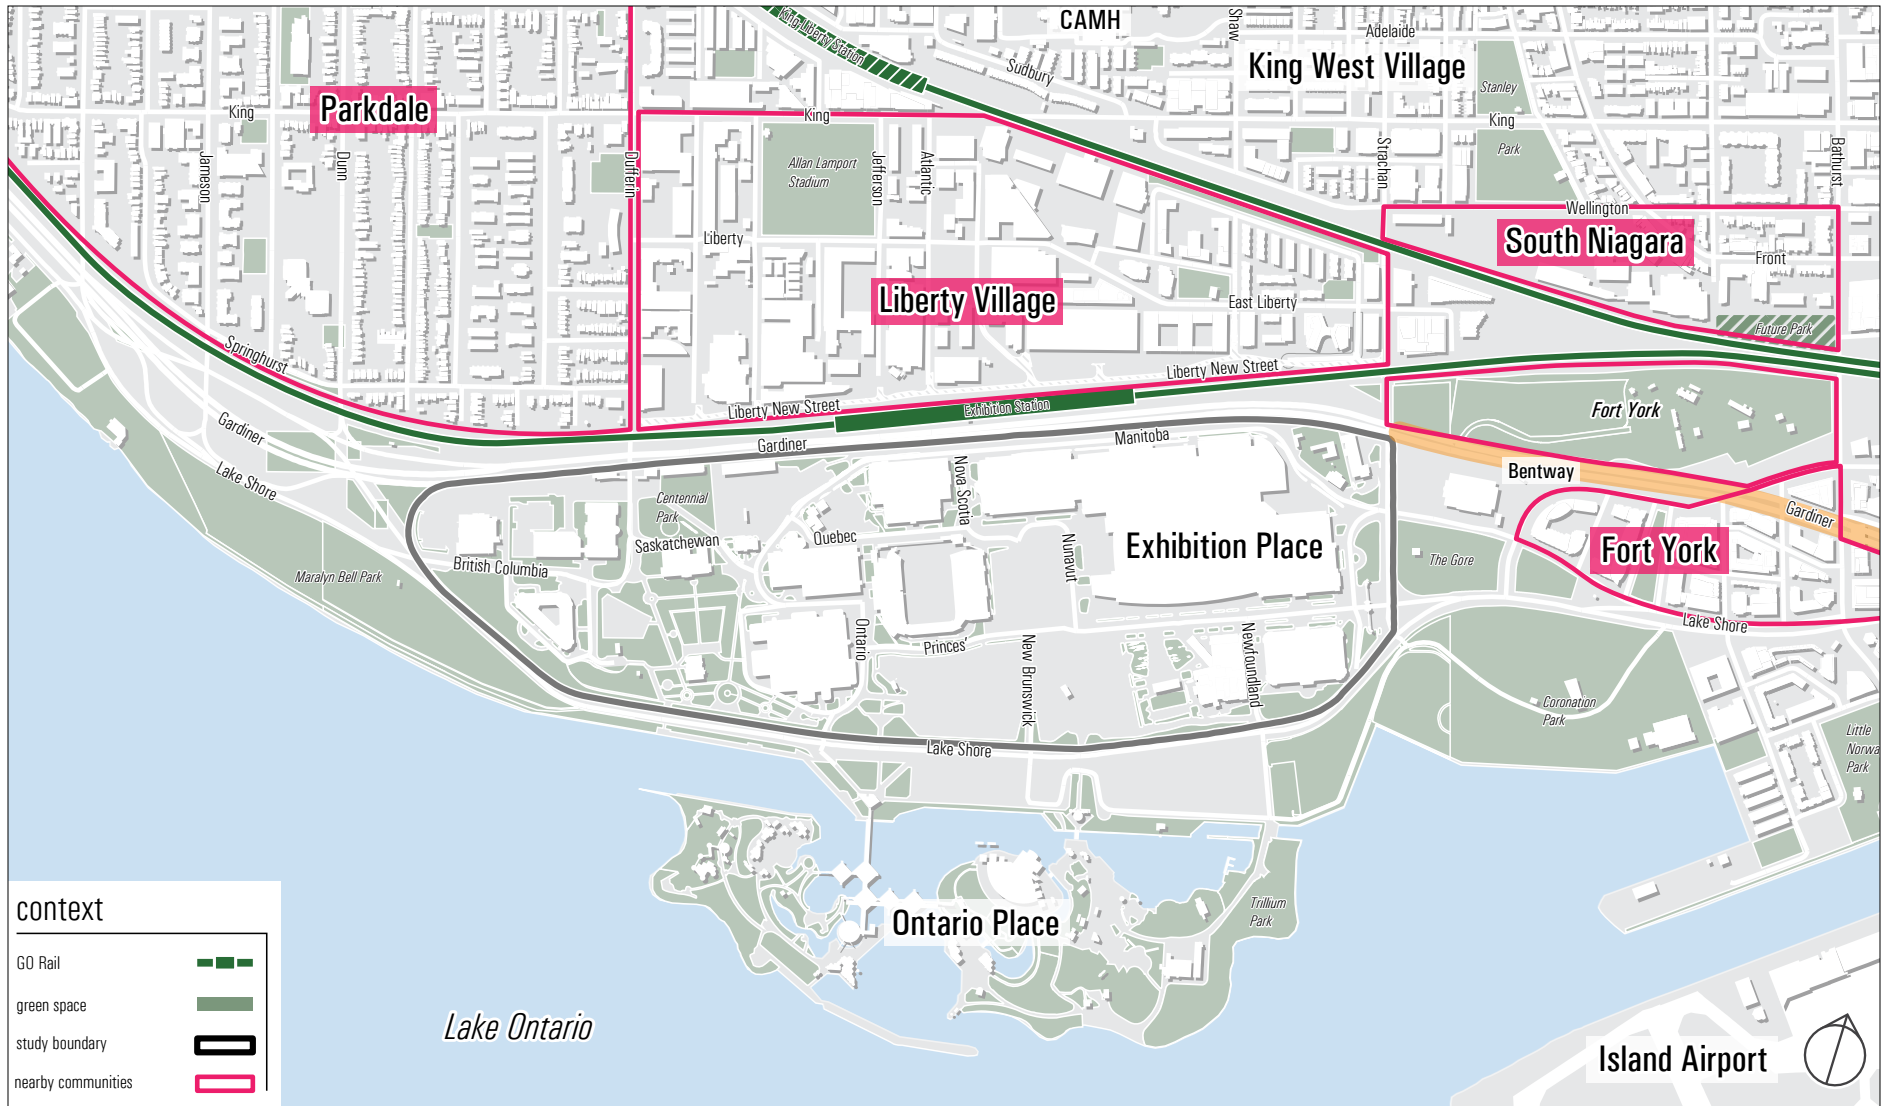 CAMH
Shaw
Adelaide
King West Village
King/Liberty Station
Sudbury
Stanley
Park
King
Parkdale
King
King
Strachan
Bathurst
Jameson
Dunn
Dufferin
Allan Lamport
Stadium
Jefferson
Atlantic
Wellington
South Niagara
Front
Liberty
Liberty Village
East Liberty
Future Park
Springhurst
Liberty New Street
Liberty New Street
Exhibition Station
Fort York
Gardiner
Gardiner
Manitoba
Bentway
Lake Shore
Centennial
Park
Nova Scotia
Gardiner
Saskatchewan
Quebec
Nunavut
Exhibition Place
The Gore
Fort York
British Columbia
Maralyn Bell Park
Ontario
Princes'
New Brunswick
Newfoundland
Lake Shore
Coronation
Park
Lake Shore
Little
Norwa
Park
Ontario Place
Trillium
Park
Lake Ontario
Island Airport
context
GO Rail
green space
study boundary
nearby communities